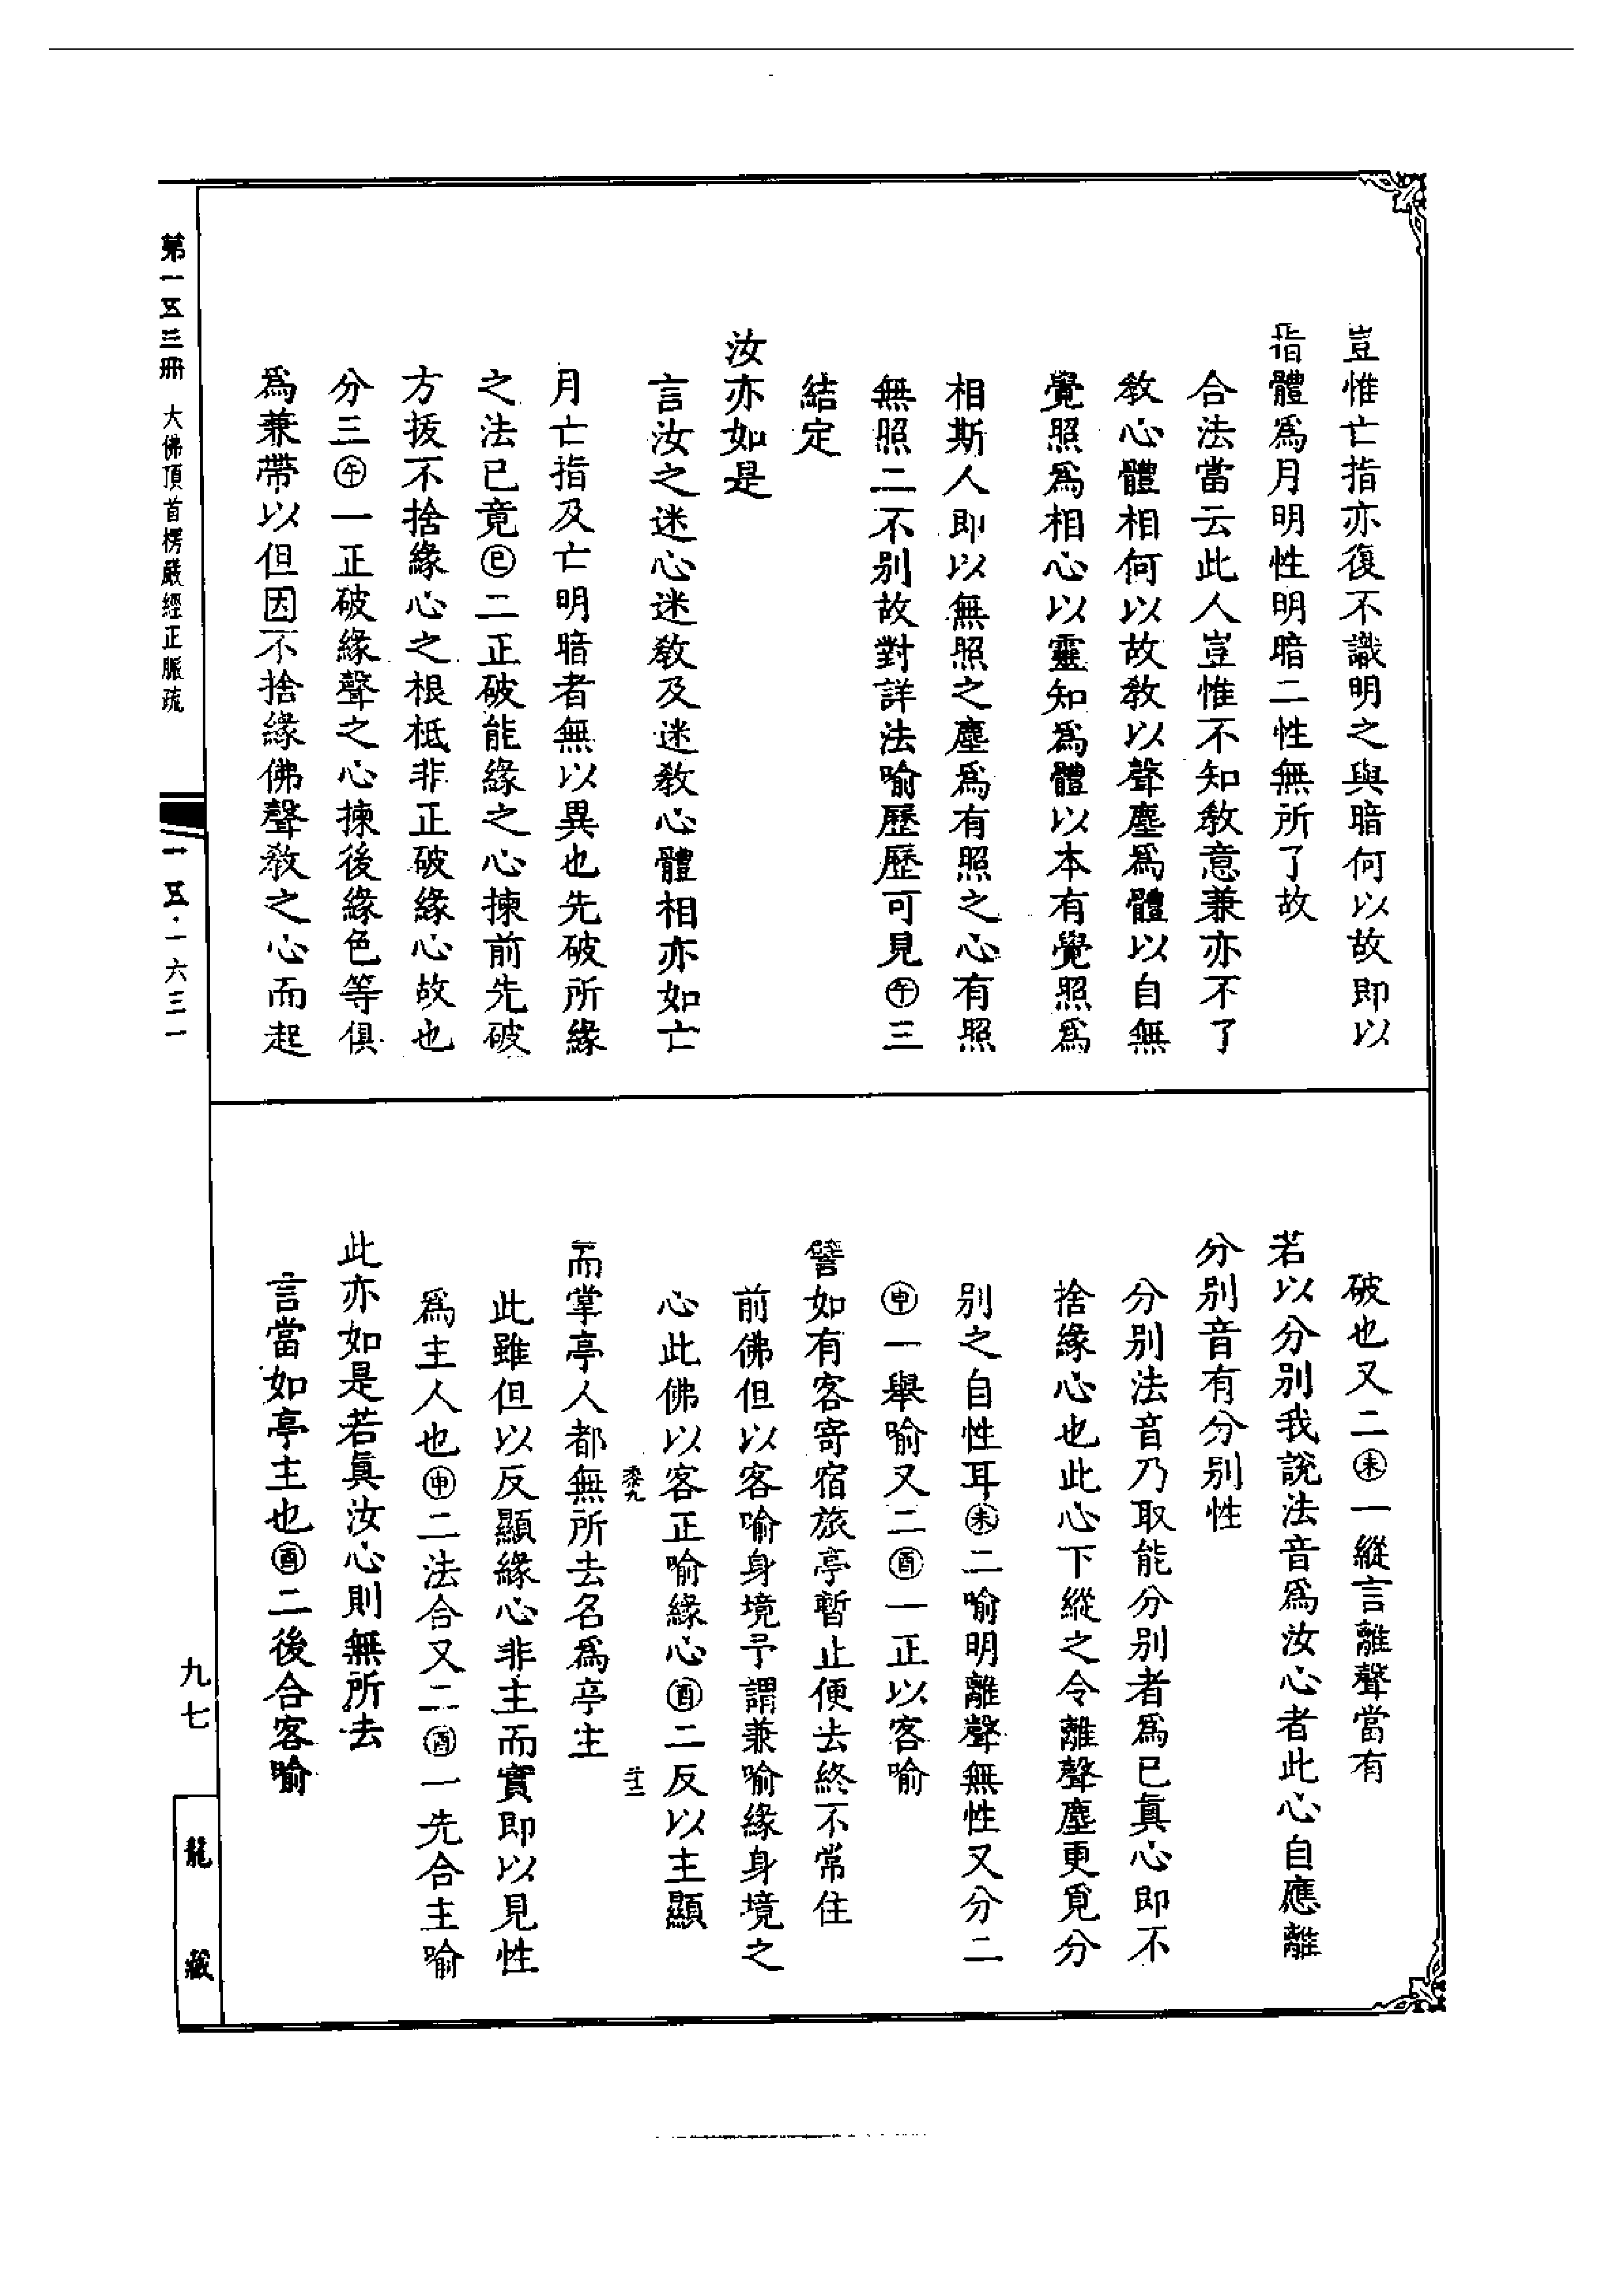 豈惟亡指亦復不識明之與暗何以故即以
指體爲月明性明暗二性無所了故
合法當云此人豈惟不知教意兼亦不了
教心體相何以故教以聲塵爲體以自無
覺照爲相心以靈知爲體以本有覺照爲
相斯人即以無照之塵爲有照之心有照
無照二不别故對詳法喻歷歷可見㊌三
結定
汝亦如是
言汝之迷心迷教及迷教心體相亦如亡
月亡指及亡明暗者無以異也先破所緣
之法已竟㊋二正破能緣之心揀前先破
方拔不捨緣心之根柢非正破緣心故也
分三㊌一正破緣聲之心揀後緣色等俱
爲兼帶以但因不捨緣佛聲教之心而起
破也又二㊍一縱言離聲當有
若以分别我說法音爲汝心者此心自應離
分别音有分别性
分别法音乃取能分别者爲已真心即不
捨緣心也此心下縱之令離聲塵更覓分
别之自性耳㊍二喻明離聲無性又分二
㊥一舉喻又二㊎一正以客喻
譬如有客寄宿旅亭暫止便去終不常住
前佛但以客喻身境予謂兼喻緣身境之
心此佛以客正喻緣心㊎二反以主顯
黍九
二十二
而掌亭人都無所去名爲亭主
此雖但以反顯緣心非主而實即以見性
爲主人也㊥二法合又二㊎一先合主喻
此亦如是若眞汝心則無所去
言當如亭主也㊎二後合客喻
第一五三冊 大佛頂首楞嚴經正脈疏
一五·一六三一
九七
龍藏